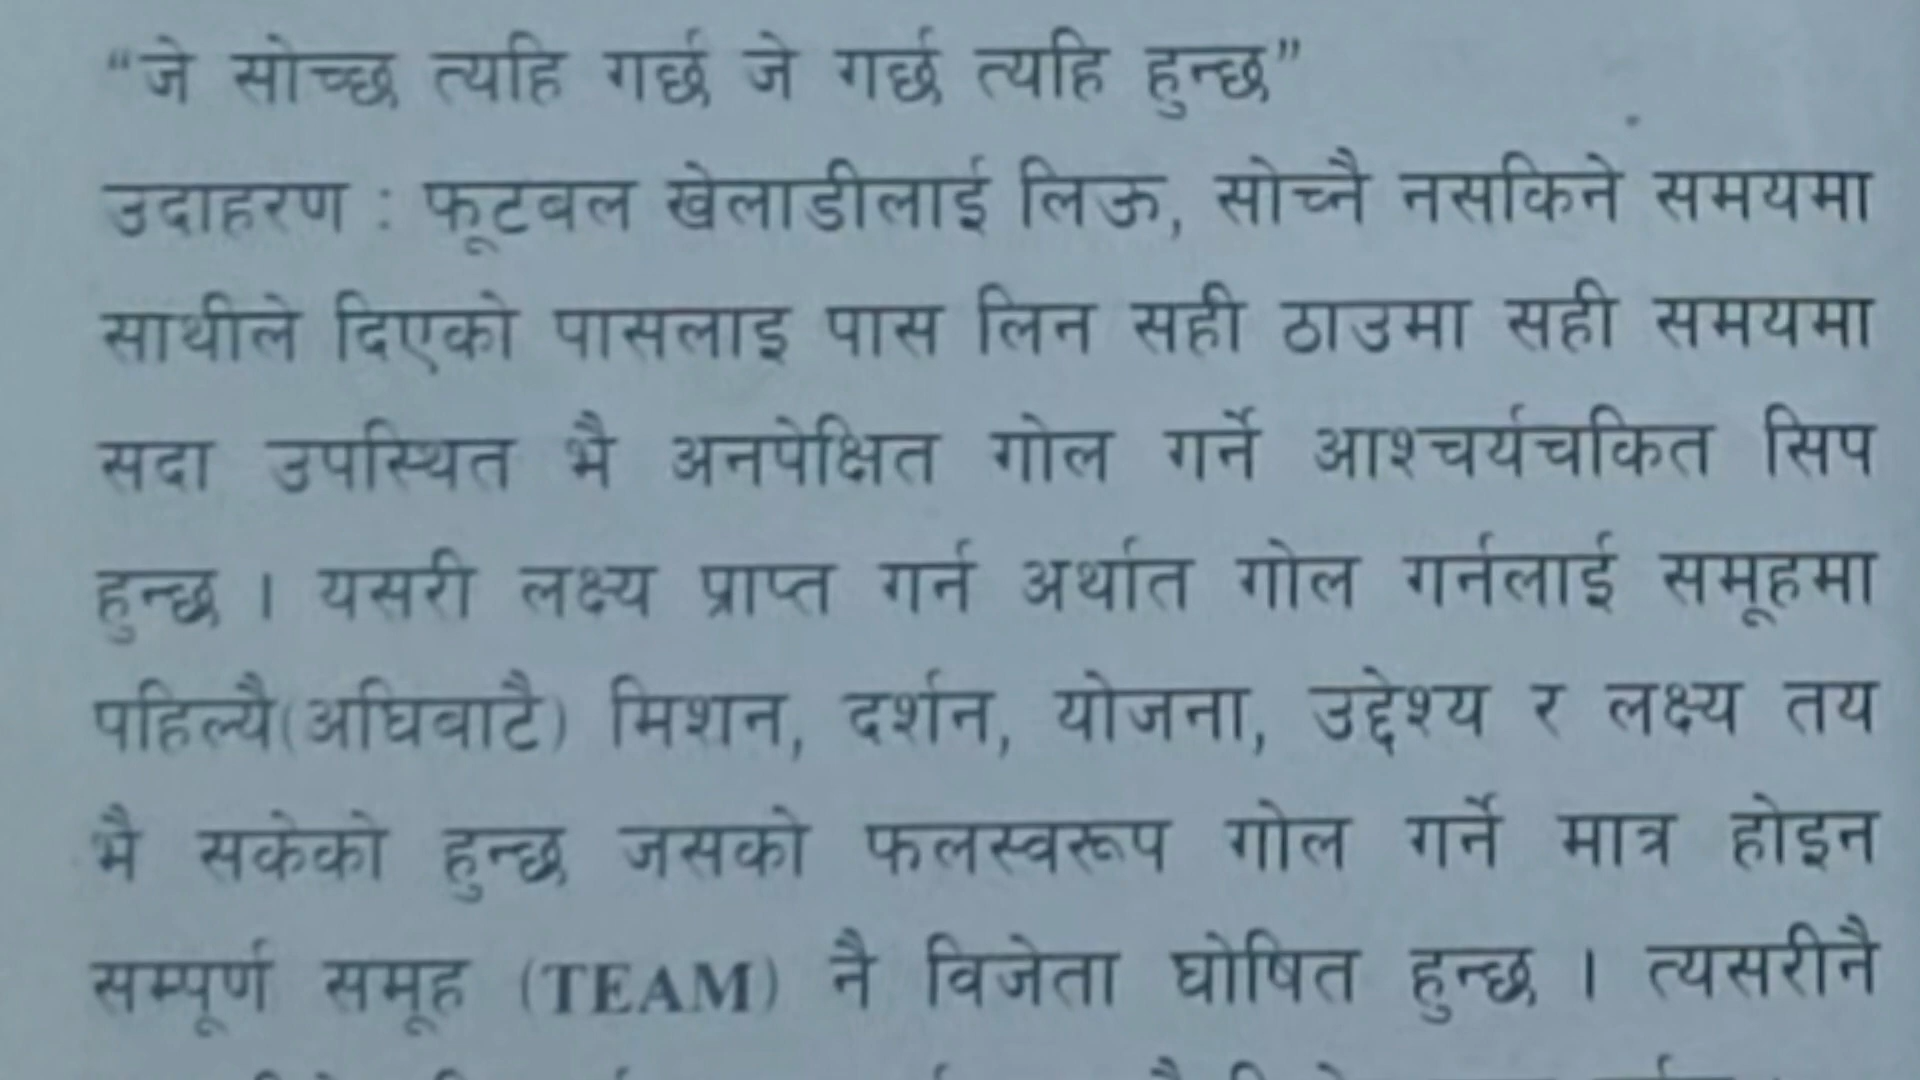 “जे सोच्छ त्यहि गर्छ जे गर्छ त्यहि हुन्छ”
उदाहरण : फूटवल खेलाडीलाई लिऊ, सोच्नै नसकिने समयमा
साथीले दिएको पासलाइ पास लिन सही ठाउमा सही समयमा
सदा उपस्थित भै अनपेक्षित गोल गर्ने आश्चर्यचकित सिप
हुन्छ । यसरी लक्ष्य प्राप्त गर्न अर्थात गोल गर्नलाई समूहमा
पहिल्यै(अघिवाटै) मिशन, दर्शन, योजना, उद्देश्य र लक्ष्य तय
भै सकेको हुन्छ जसको फलस्वरूप गोल गर्ने मात्र होइन
सम्पूर्ण समूह (TEAM) नै विजेता घोषित हुन्छ । त्यसरीनै